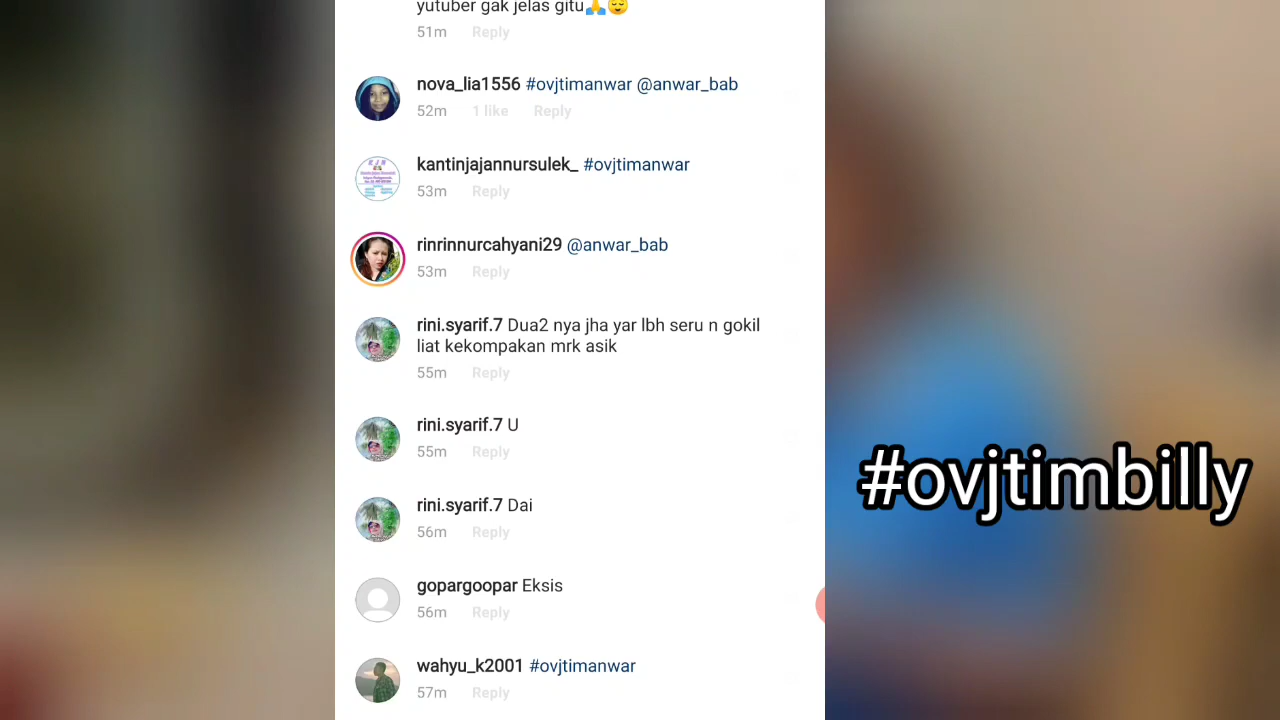 yutuber gak jelas gitu🙏😌
51m Reply
nova_lia1556 #ovjtimanwar @anwar_bab
52m 1 like Reply
kantinjajannursulek_ #ovjtimanwar
53m Reply
rinrinnurcahyani29 @anwar_bab
53m Reply
rini.syarif.7 Dua2 nya jha yar lbh seru n gokil
liat kekompakan mrk asik
55m Reply
rini.syarif.7 U
55m Reply
#ovjtimbilly
rini.syarif.7 Dai
56m Reply
gopargoopar Eksis
56m Reply
wahyu_k2001 #ovjtimanwar
57m Reply